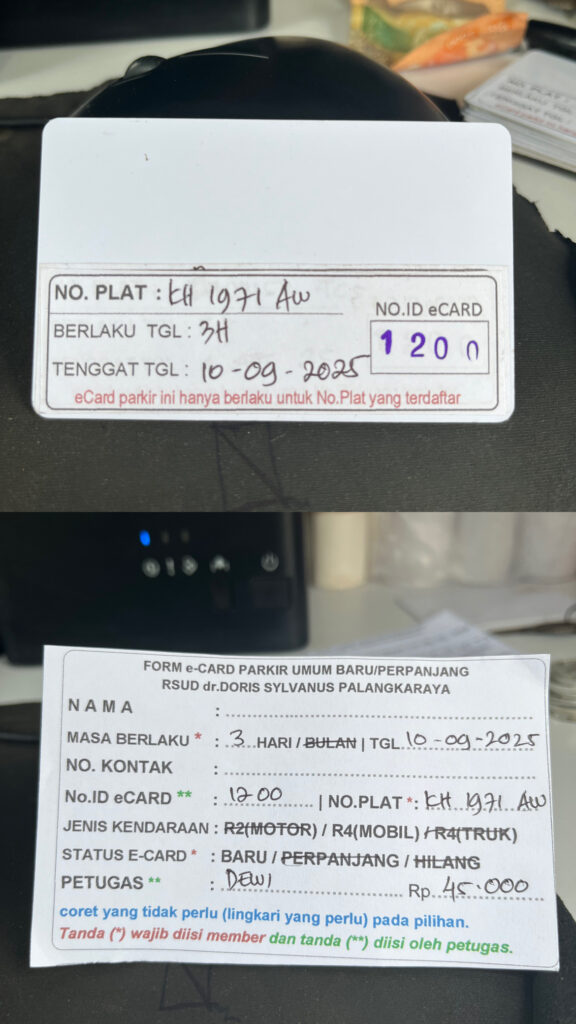 NO. PLAT : KH 1971 AW
BERLAKU TGL : 3H
TENGGAT TGL : 10-09-2025
NO.ID eCARD
1200
eCard parkir ini hanya berlaku untuk No.Plat yang terdaftar
NO. PLAT :
TENGGAT TGL
FORM e-CARD PARKIR UMUM BARU/PERPANJANG
RSUD dr.DORIS SYLVANUS PALANGKARAYA
NAMA :
MASA BERLAKU * : 3 HARI / BULAN | TGL 10-09-2025
NO. KONTAK :
No.ID eCARD ** : 1200 | NO.PLAT *: KH 1971 AW
JENIS KENDARAAN : R2(MOTOR) / R4(MOBIL) / R4(TRUK)
STATUS E-CARD * : BARU / PERPANJANG / HILANG
PETUGAS ** : DEWI Rp. 45.000
coret yang tidak perlu (lingkari yang perlu) pada pilihan.
Tanda (*) wajib diisi member dan tanda (**) diisi oleh petugas.